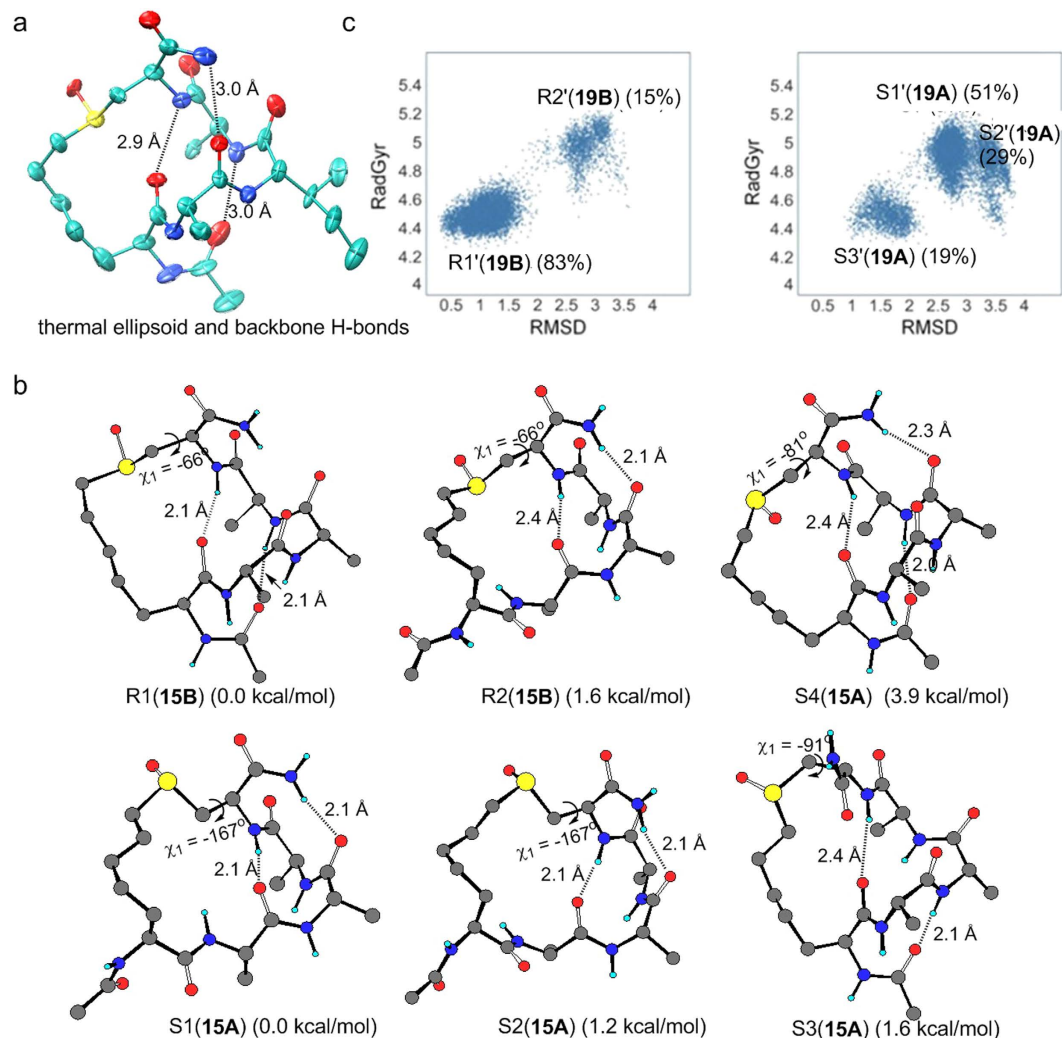 a
3.0 Å
2.9 Å
3.0 Å
thermal ellipsoid and backbone H-bonds
c
RadGyr
5.4
5.2
5
4.8
4.6
4.4
4.2
4
R2'(19B) (15%)
R1'(19B) (83%)
0.5 1 1.5 2 2.5 3 3.5 4
RMSD
RadGyr
5.4
5.2
5
4.8
4.6
4.4
4.2
4
S1'(19A) (51%)
S2'(19A)
(29%)
S3'(19A) (19%)
0.5 1 1.5 2 2.5 3 3.5 4
RMSD
b
χ1 = -66º
2.1 Å
2.1 Å
R1(15B) (0.0 kcal/mol)
χ1 = -66º
2.1 Å
2.4 Å
R2(15B) (1.6 kcal/mol)
χ1 = -81º
2.3 Å
2.4 Å
2.0 Å
S4(15A) (3.9 kcal/mol)
χ1 = -167º
2.1 Å
2.1 Å
S1(15A) (0.0 kcal/mol)
χ1 = -167º
2.1 Å
2.1 Å
S2(15A) (1.2 kcal/mol)
χ1 = -91º
2.4 Å
2.1 Å
S3(15A) (1.6 kcal/mol)